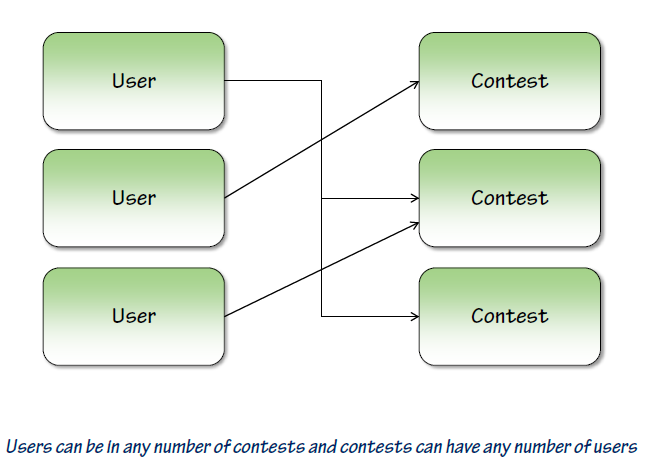 User
Contest
User
Contest
User
Contest
Users can be in any number of contests and contests can have any number of users